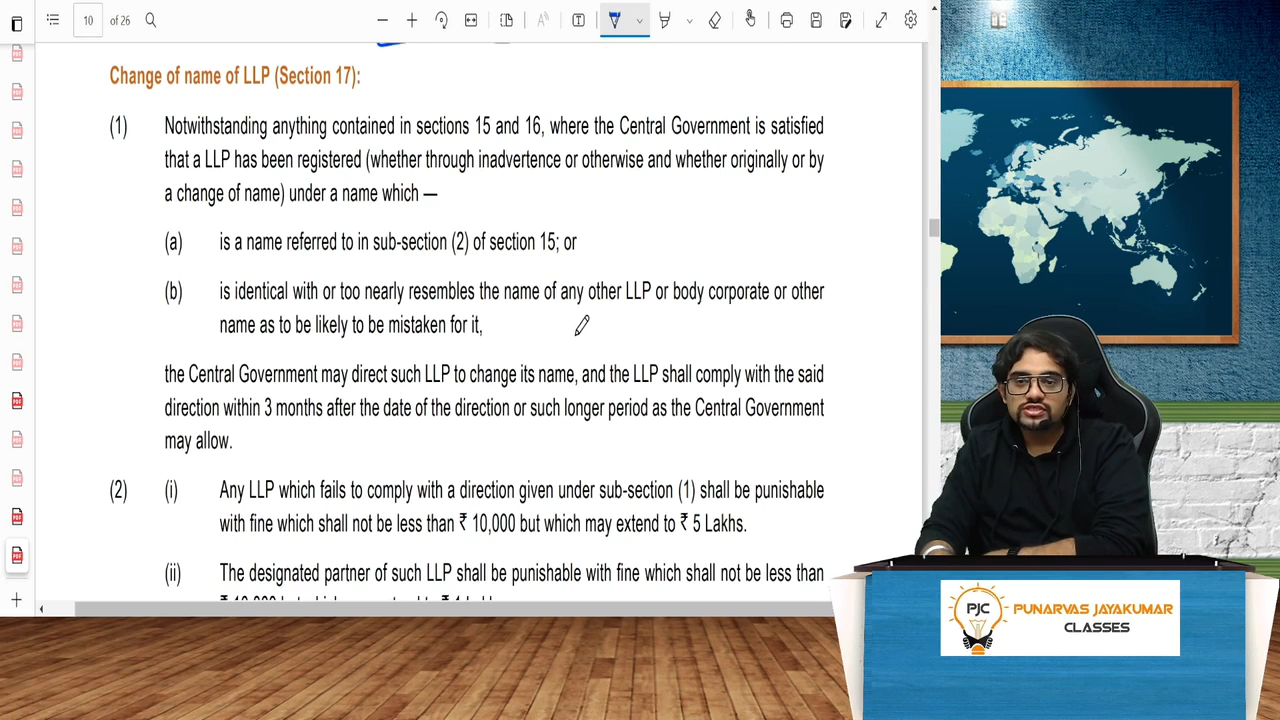 10 of 26
Change of name of LLP (Section 17):
(1) Notwithstanding anything contained in sections 15 and 16, where the Central Government is satisfied
that a LLP has been registered (whether through inadvertence or otherwise and whether originally or by
a change of name) under a name which —
(a) is a name referred to in sub-section (2) of section 15; or
(b) is identical with or too nearly resembles the name of any other LLP or body corporate or other
name as to be likely to be mistaken for it,
the Central Government may direct such LLP to change its name, and the LLP shall comply with the said
direction within 3 months after the date of the direction or such longer period as the Central Government
may allow.
(2) (i) Any LLP which fails to comply with a direction given under sub-section (1) shall be punishable
with fine which shall not be less than ₹ 10,000 but which may extend to ₹ 5 Lakhs.
(ii) The designated partner of such LLP shall be punishable with fine which shall not be less than
PJC PUNARVAS JAYAKUMAR
CLASSES